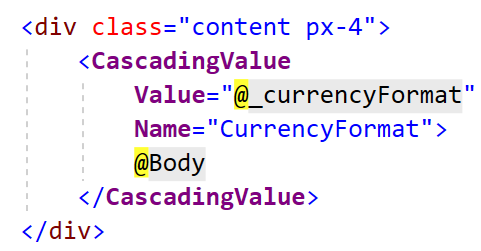 <div class="content px-4">
<CascadingValue
Value="@_currencyFormat"
Name="CurrencyFormat">
@Body
</CascadingValue>
</div>